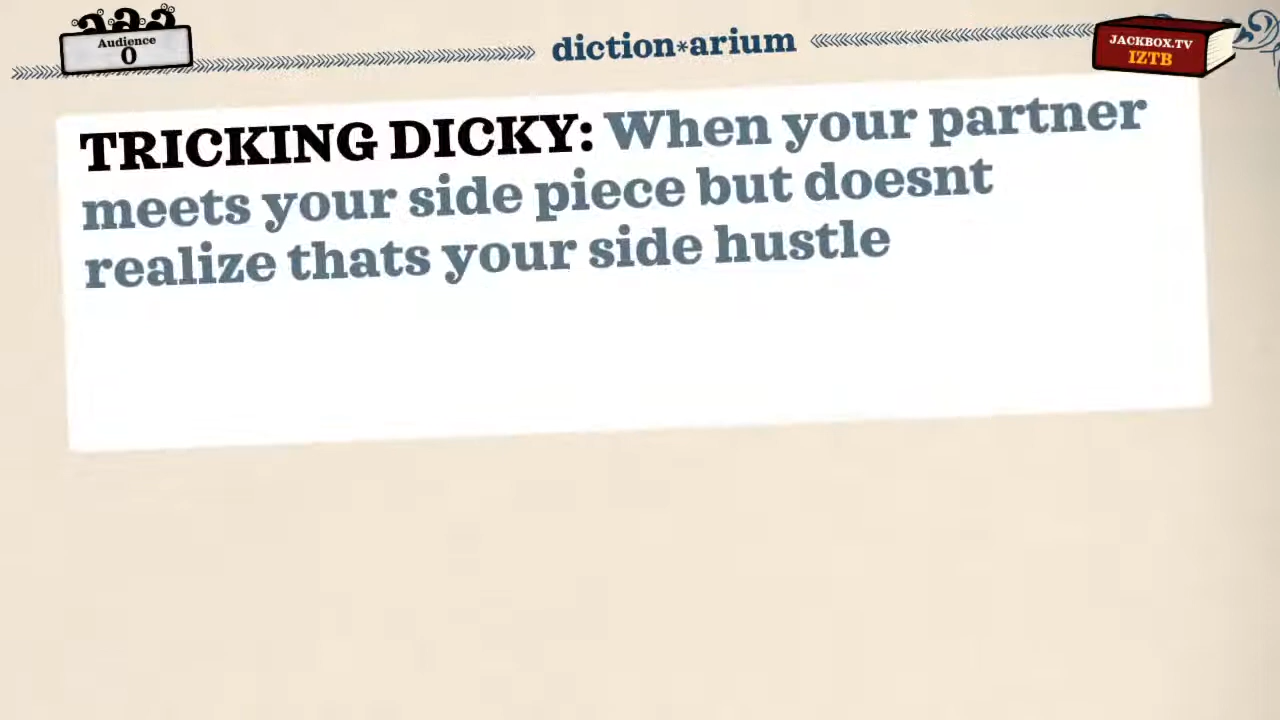 Audience
0
diction*arium
JACKBOX.TV
IZTB
TRICKING DICKY: When your partner
meets your side piece but doesnt
realize thats your side hustle